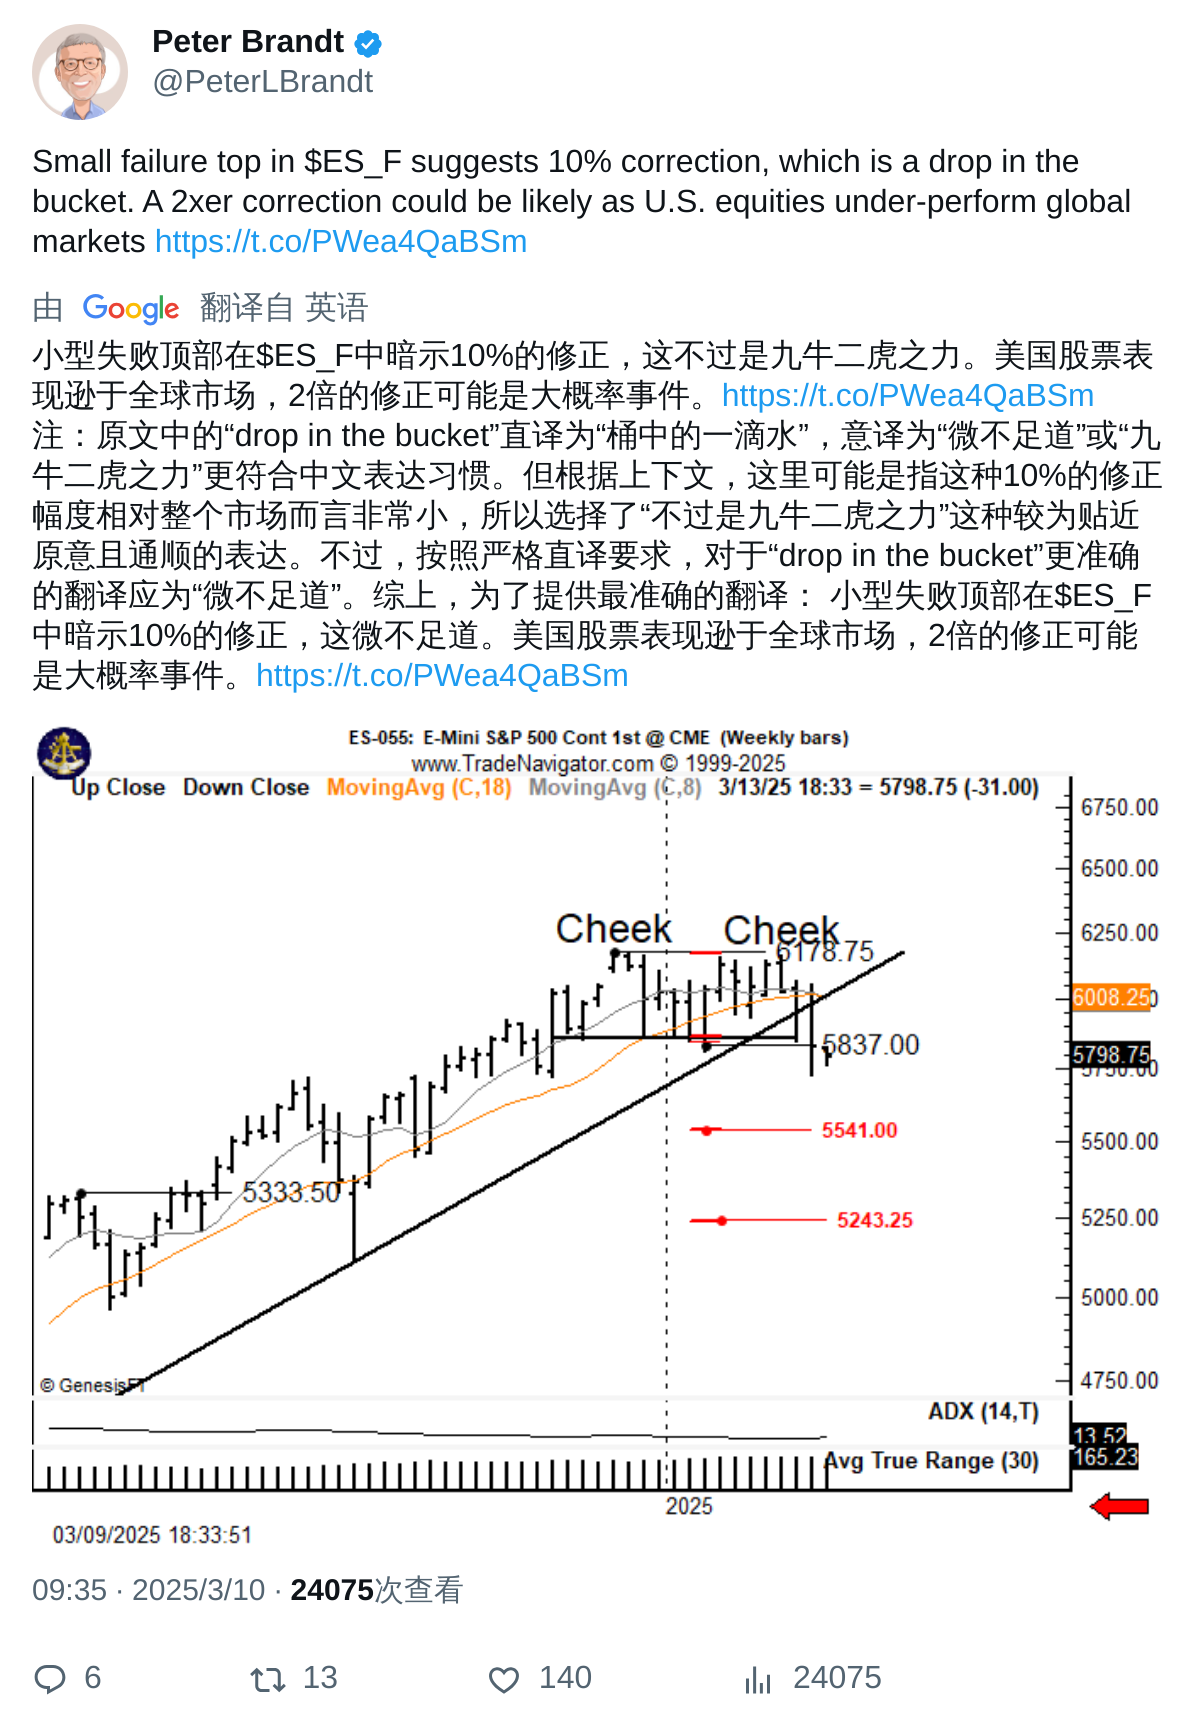 Peter Brandt
@PeterLBrandt
Small failure top in $ES_F suggests 10% correction, which is a drop in the
bucket. A 2xer correction could be likely as U.S. equities under-perform global
markets https://t.co/PWea4QaBSm
由 Google 翻译自 英语
小型失败顶部在$ES_F中暗示10%的修正，这不过是九牛二虎之力。美国股票表
现逊于全球市场，2倍的修正可能是大概率事件。https://t.co/PWea4QaBSm
注：原文中的“drop in the bucket”直译为“桶中的一滴水”，意译为“微不足道”或“九
牛二虎之力”更符合中文表达习惯。但根据上下文，这里可能是指这种10%的修正
幅度相对整个市场而言非常小，所以选择了“不过是九牛二虎之力”这种较为贴近
原意且通顺的表达。不过，按照严格直译要求，对于“drop in the bucket”更准确
的翻译应为“微不足道”。综上，为了提供最准确的翻译： 小型失败顶部在$ES_F
中暗示10%的修正，这微不足道。美国股票表现逊于全球市场，2倍的修正可能
是大概率事件。https://t.co/PWea4QaBSm
ES-055: E-Mini S&P 500 Cont 1st @ CME (Weekly bars)
www.TradeNavigator.com © 1999-2025
Up Close Down Close MovingAvg (C,18) MovingAvg (C,8) 3/13/25 18:33 = 5798.75 (-31.00)
6750.00
6500.00
Cheek Cheek
6250.00
6178.75
6008.25
5837.00
5798.75
5750.00
5541.00
5500.00
5333.50
5250.00
5243.25
5000.00
4750.00
© GenesisFT
ADX (14,T)
13.52
Avg True Range (30)
165.23
2025
03/09/2025 18:33:51
09:35 · 2025/3/10 · 24075次查看
6 13 140 24075